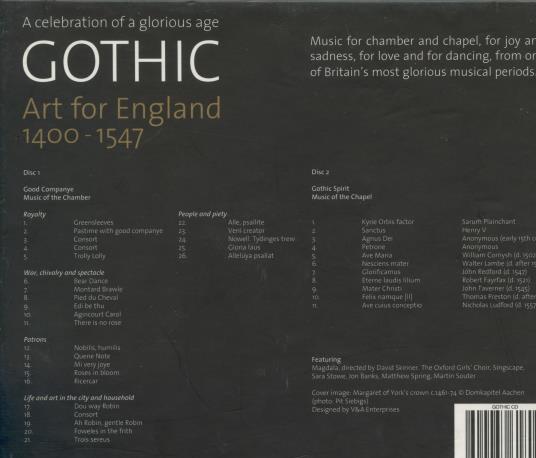 A celebration of a glorious age
GOTHIC
Art for England
1400 - 1547
Music for chamber and chapel, for joy an
sadness, for love and for dancing, from on
of Britain's most glorious musical periods.
Disc 1
Good Companye
Music of the Chamber
Royalty
1. Greensleeves
2. Pastime with good companye
3. Consort
4. Consort
5. Trolly Lolly
War, chivalry and spectacle
6. Bear Dance
7. Montard Brawle
8. Pied du Cheval
9. Edi be thu
10. Agincourt Carol
11. There is no rose
Patrons
12. Nobilis, humilis
13. Quene Note
14. Mi very joye
15. Roses in bloom
16. Ricercar
Life and art in the city and household
17. Dou way Robin
18. Consort
19. Ah Robin, gentle Robin
20. Foweles in the frith
21. Trois sereus
People and piety
22. Alle, psallite
23. Veni creator
24. Nowell: Tydinges trew
25. Gloria laus
26. Alleluya psallat
Disc 2
Gothic Spirit
Music of the Chapel
1. Kyrie Orbis factor Sarum Plainchant
2. Sanctus Henry V
3. Agnus Dei Anonymous (early 15th c
4. Petrone Anonymous
5. Ave Maria William Cornysh (d. 1502
6. Nesciens mater Walter Lambe (d. after 15
7. Glorificamus John Redford (d. 1547)
8. Eterne laudis lilium Robert Fayrfax (d. 1521)
9. Mater Christi John Taverner (d. 1545)
10. Felix namque [ii] Thomas Preston (d. after
11. Ave cuius conceptio Nicholas Ludford (d. 1557
Featuring
Magdala, directed by David Skinner. The Oxford Girls' Choir, Singscape,
Sara Stowe, Jon Banks, Matthew Spring, Martin Souter
Cover image: Margaret of York's crown c.1461-74 © Domkapitel Aachen
(photo: Pit Siebigs)
Designed by V&A Enterprises
GOTHIC CD